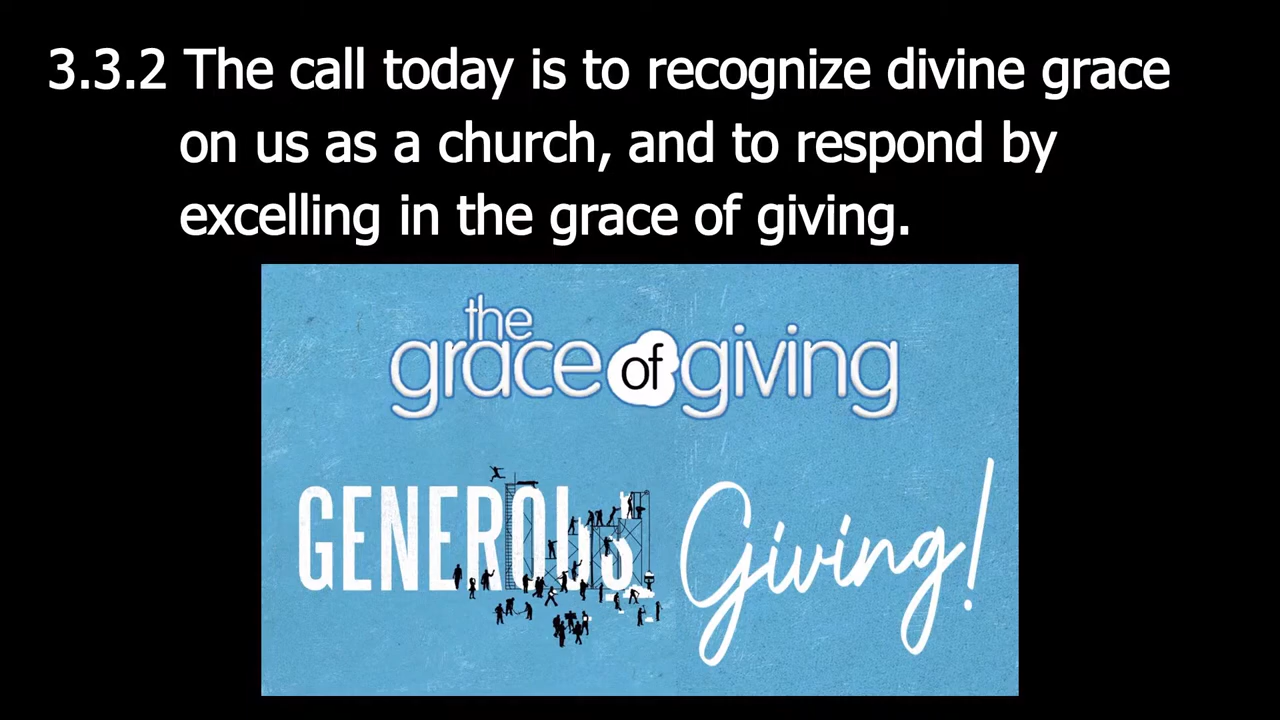 3.3.2 The call today is to recognize divine grace
on us as a church, and to respond by
excelling in the grace of giving.
the
grace of giving
GENEROUS Giving!